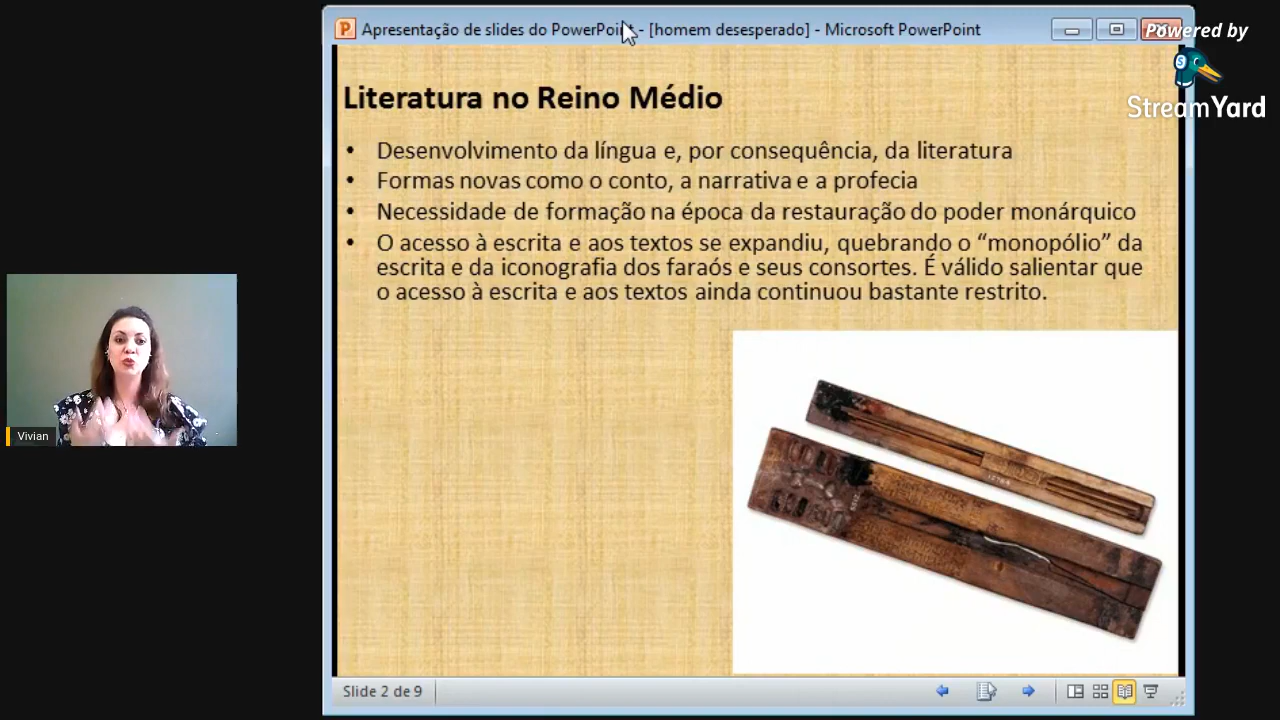 Apresentação de slides do PowerPoint - [homem desesperado] - Microsoft PowerPoint
Powered by
StreamYard
Literatura no Reino Médio
• Desenvolvimento da língua e, por consequência, da literatura
• Formas novas como o conto, a narrativa e a profecia
• Necessidade de formação na época da restauração do poder monárquico
• O acesso à escrita e aos textos se expandiu, quebrando o “monopólio” da
escrita e da iconografia dos faraós e seus consortes. É válido salientar que
o acesso à escrita e aos textos ainda continuou bastante restrito.
Vivian
Slide 2 de 9